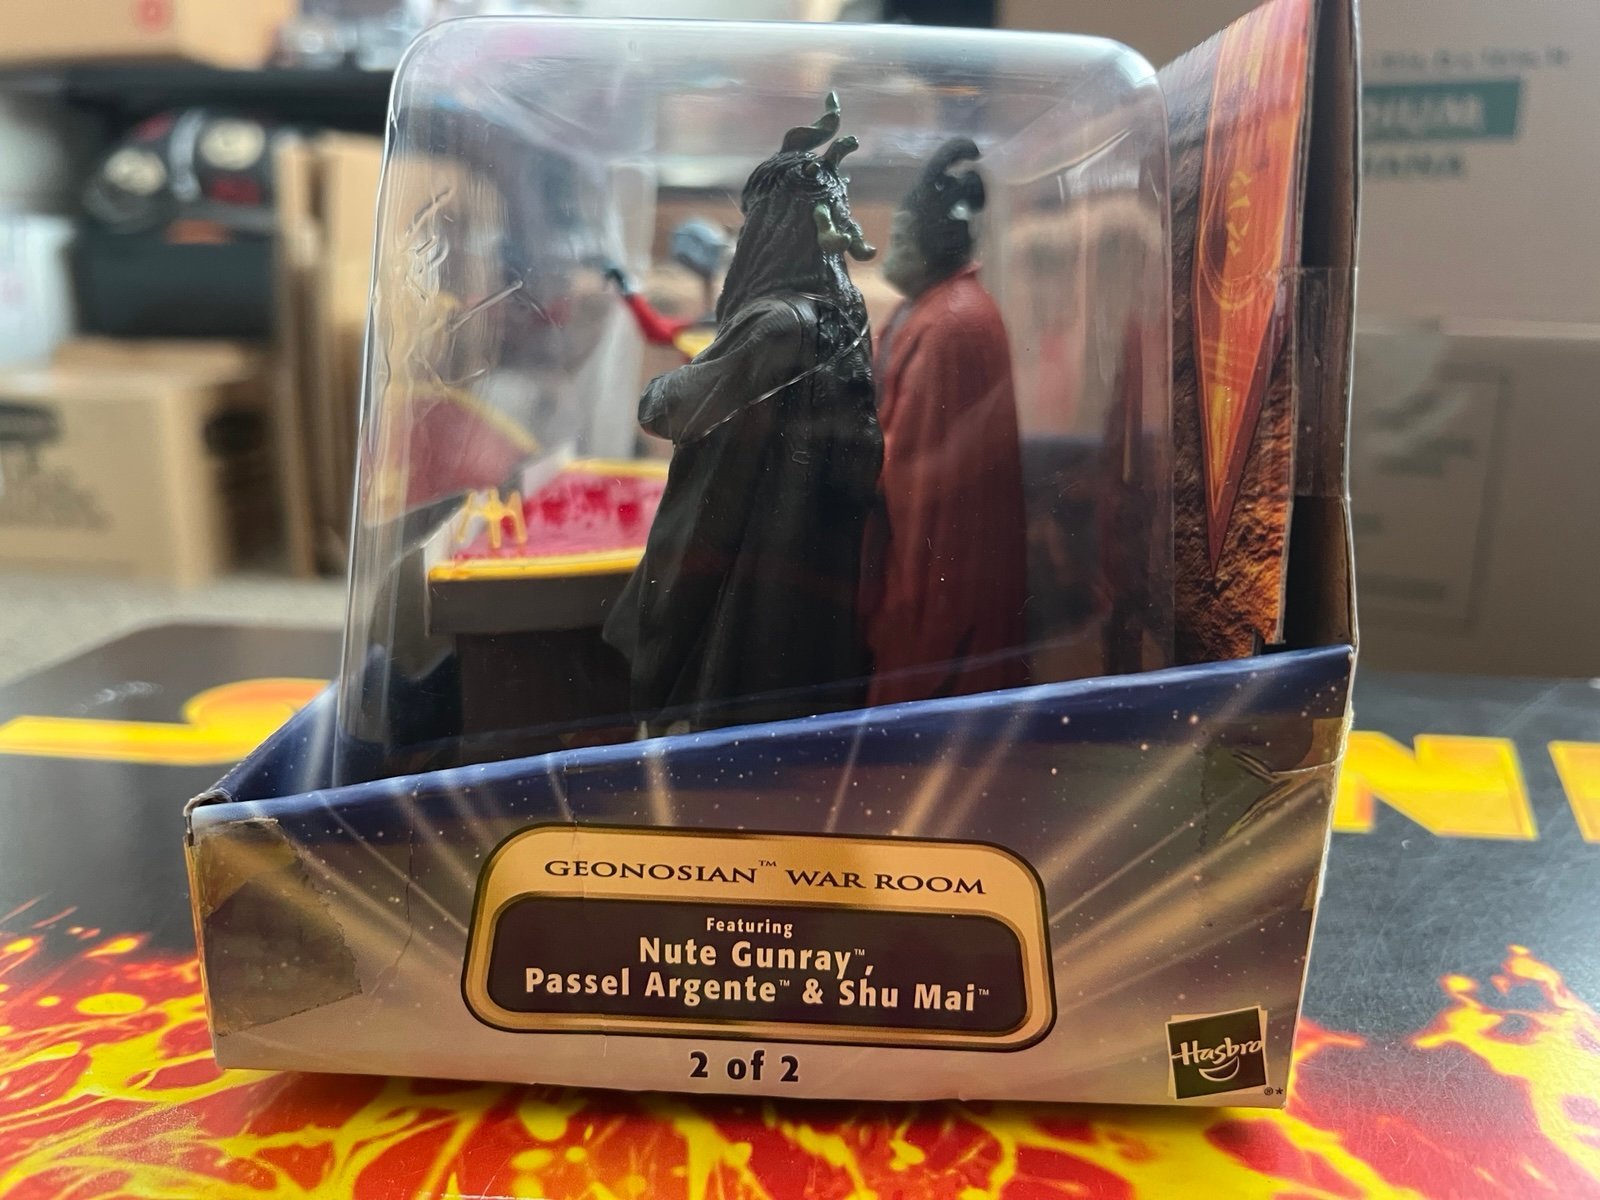 GEONOSIAN™ WAR ROOM
Featuring
Nute Gunray™,
Passel Argente™ & Shu Mai™
2 of 2
Hasbro
®*